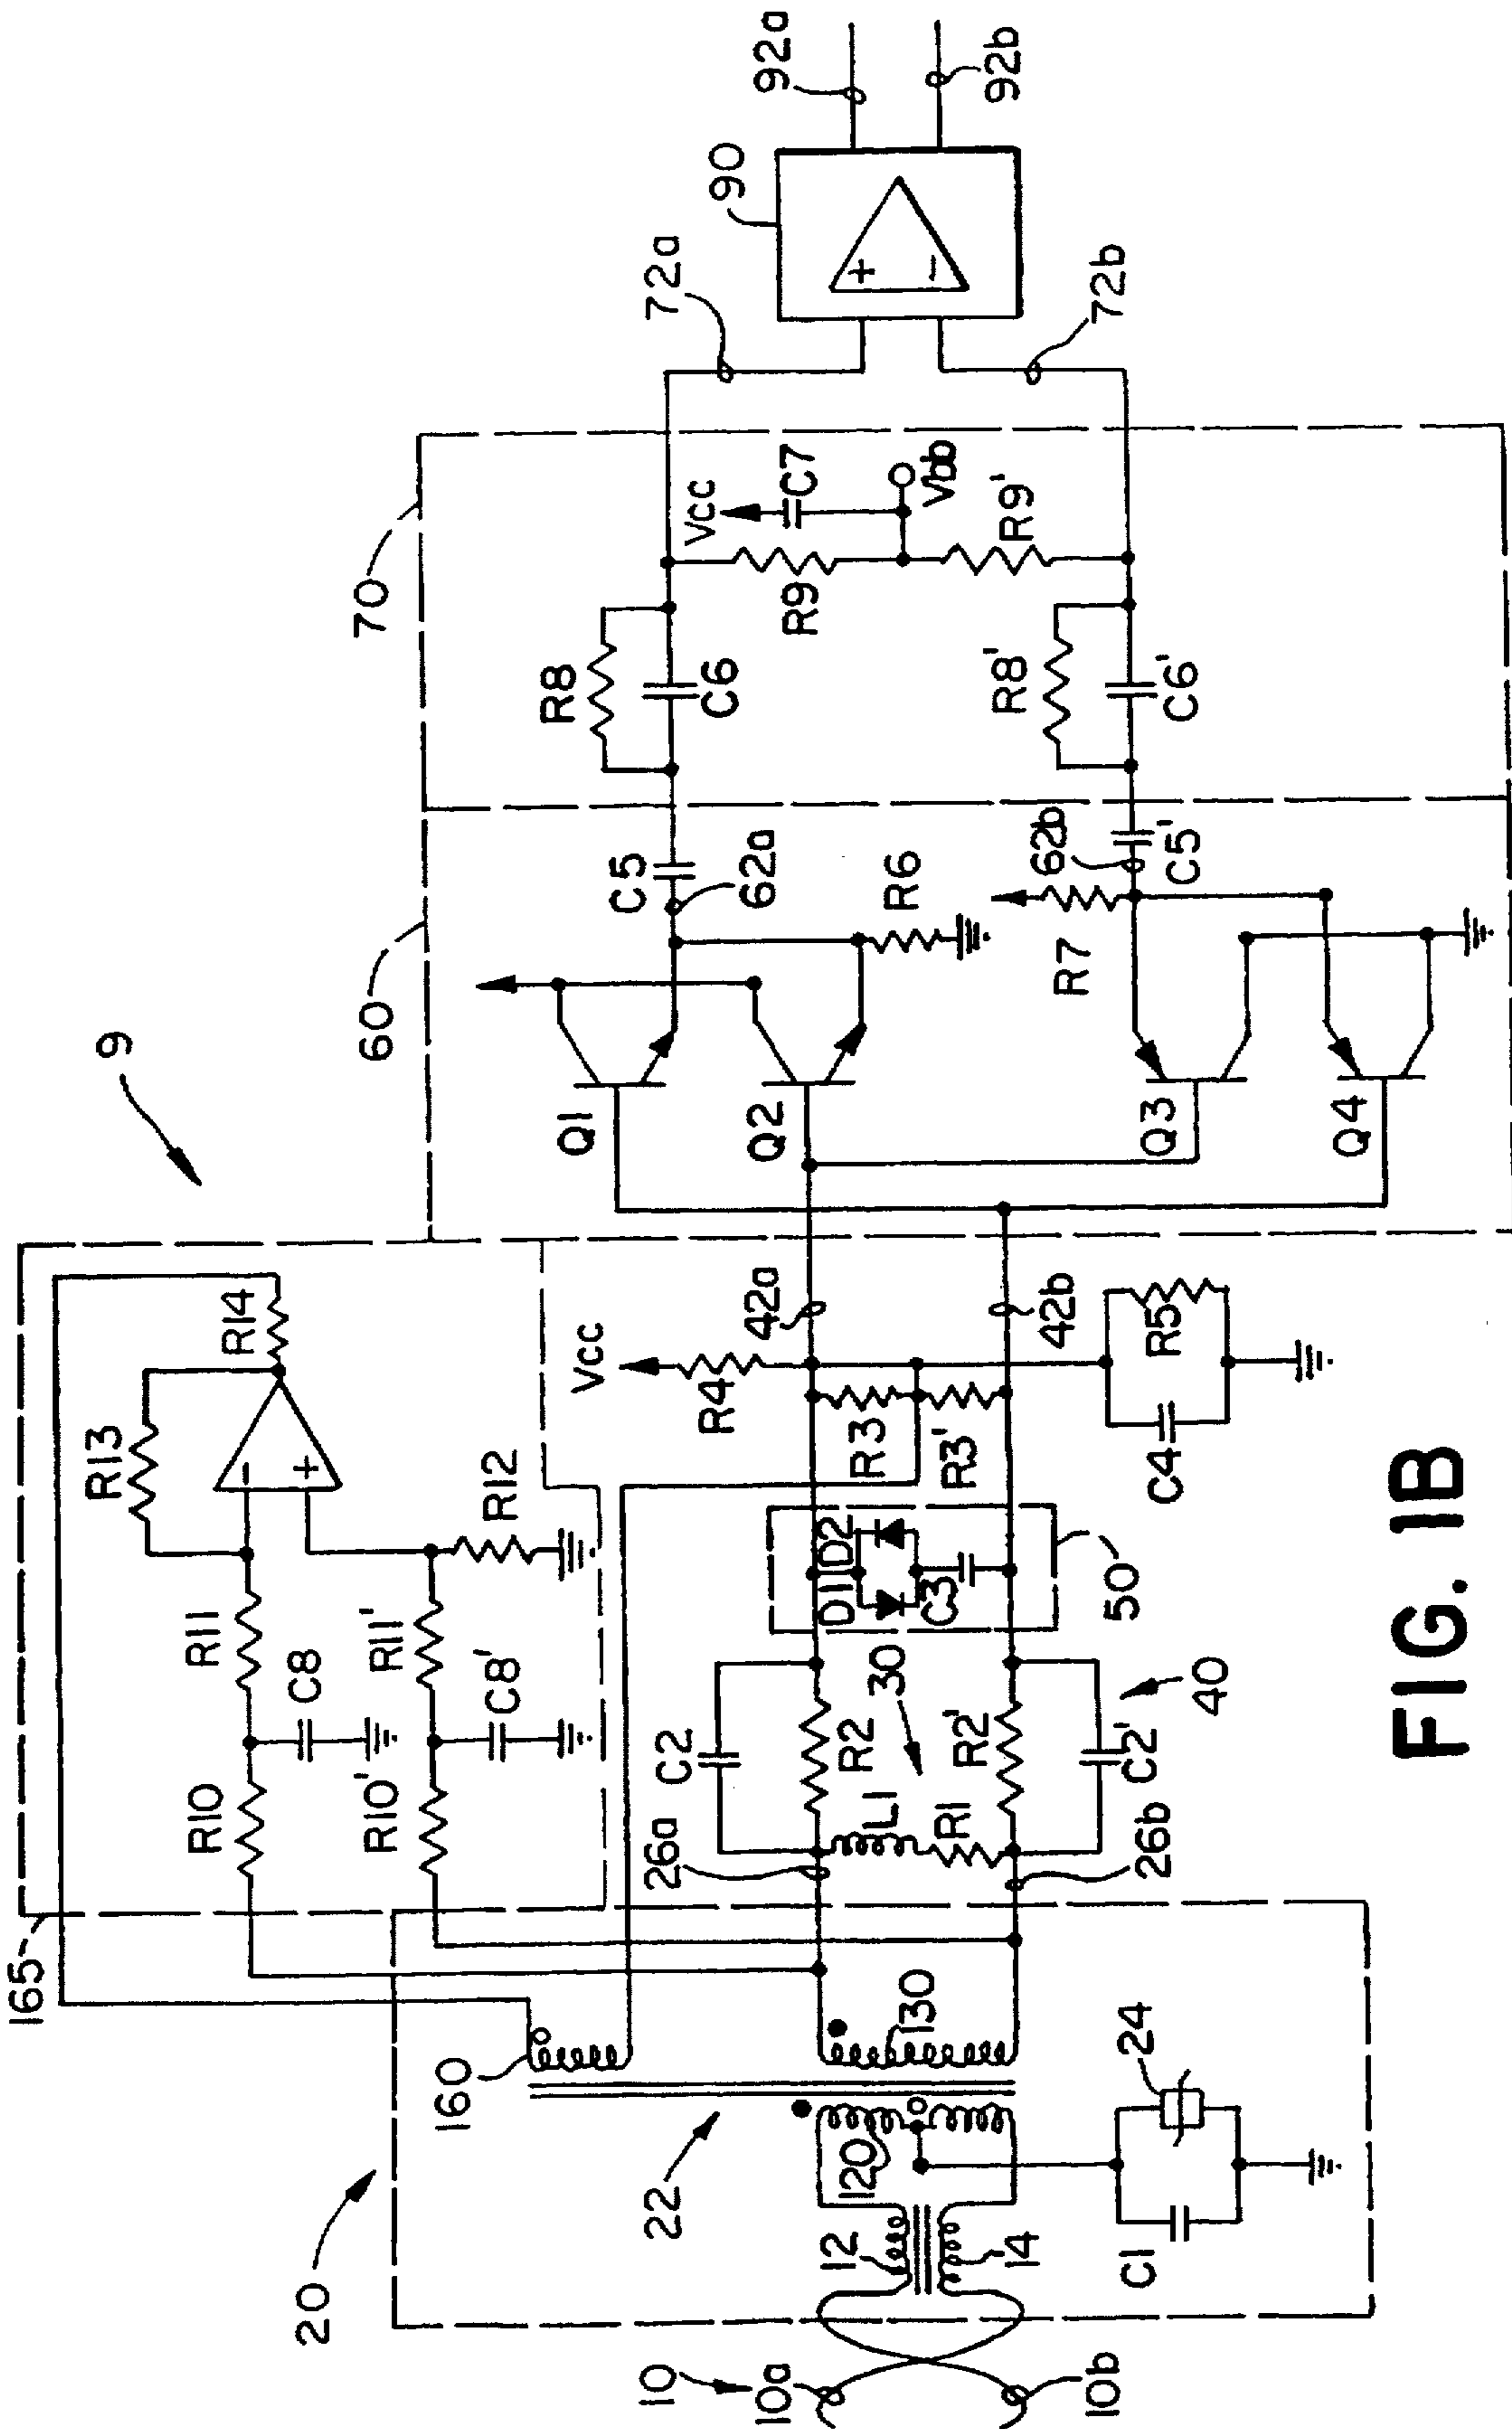 FIG. 1B
9
165
R10
R11
R13
R14
C8
R10'
R11'
C8'
R12
20
160
22
120
130
12
14
10
10a
10b
C1
24
26a
26b
C2
R2
L1
R1
30
R2'
C2'
40
D1
D2
C3
50
Vcc
R4
R3
R3'
42a
42b
C4
R5
60
Q1
Q2
Q3
Q4
C5
62a
R6
R7
62b
C5'
70
R8
C6
R8'
C6'
Vcc
C7
R9
Vbb
R9'
72a
72b
90
+
-
92a
92b
-
+